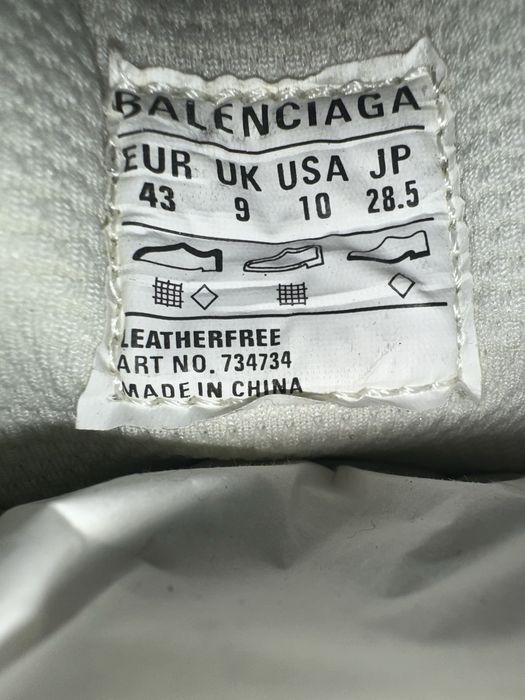 BALENCIAGA
EUR UK USA JP
43 9 10 28.5
LEATHERFREE
ART NO. 734734
MADE IN CHINA